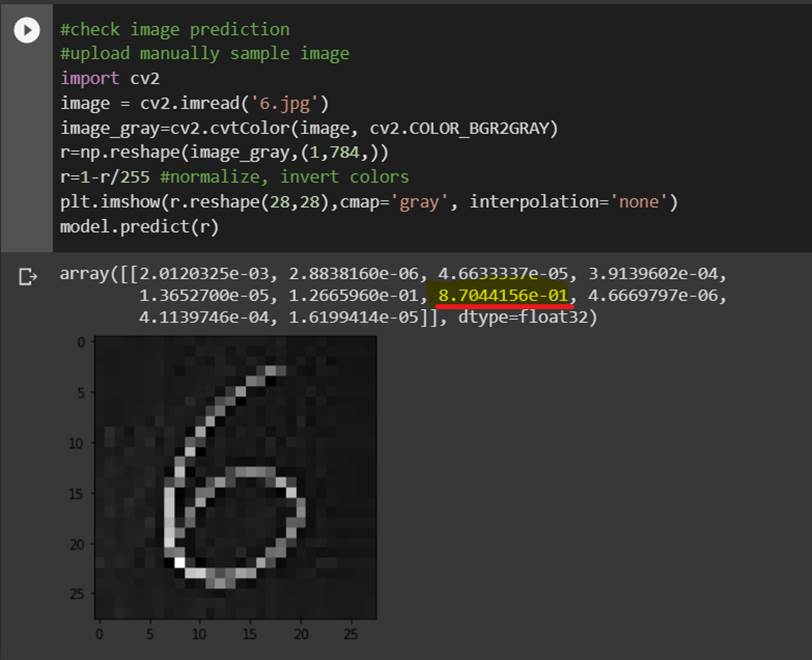 #check image prediction
#upload manually sample image
import cv2
image = cv2.imread('6.jpg')
image_gray=cv2.cvtColor(image, cv2.COLOR_BGR2GRAY)
r=np.reshape(image_gray,(1,784,))
r=1-r/255 #normalize, invert colors
plt.imshow(r.reshape(28,28),cmap='gray', interpolation='none')
model.predict(r)
array([[2.0120325e-03, 2.8838160e-06, 4.6633337e-05, 3.9139602e-04,
1.3652700e-05, 1.2665960e-01, 8.7044156e-01, 4.6669797e-06,
4.1139746e-04, 1.6199414e-05]], dtype=float32)
0
5
10
15
20
25
6
0 5 10 15 20 25